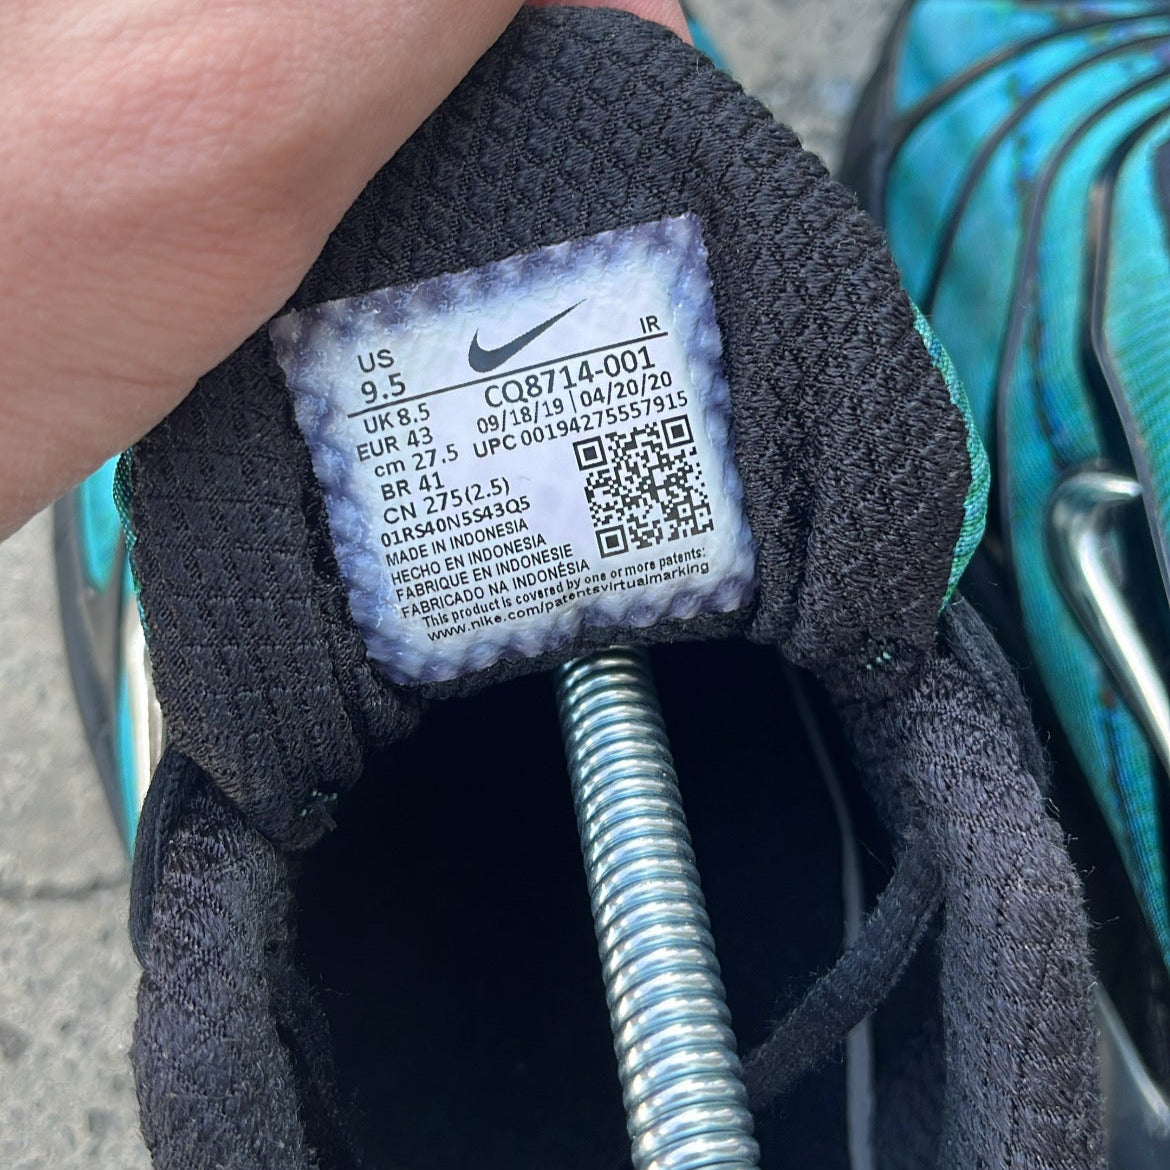 US
9.5
IR
CQ8714-001
UK 8.5
09/18/19 | 04/20/20
EUR 43
UPC 00194275557915
cm 27.5
BR 41
CN 275(2.5)
01RS40N5S43Q5
MADE IN INDONESIA
HECHO EN INDONESIA
FABRIQUE EN INDONESIE
FABRICADO NA INDONÉSIA
This product is covered by one or more patents:
www.nike.com/patentsvirtualmarking